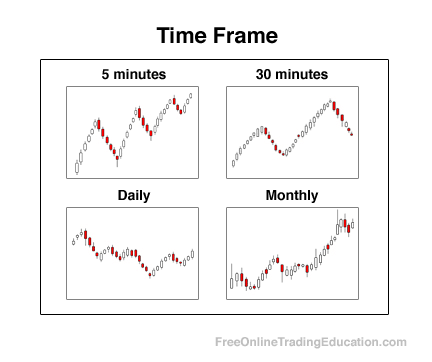 Time Frame
5 minutes
30 minutes
Daily
Monthly
FreeOnlineTradingEducation.com